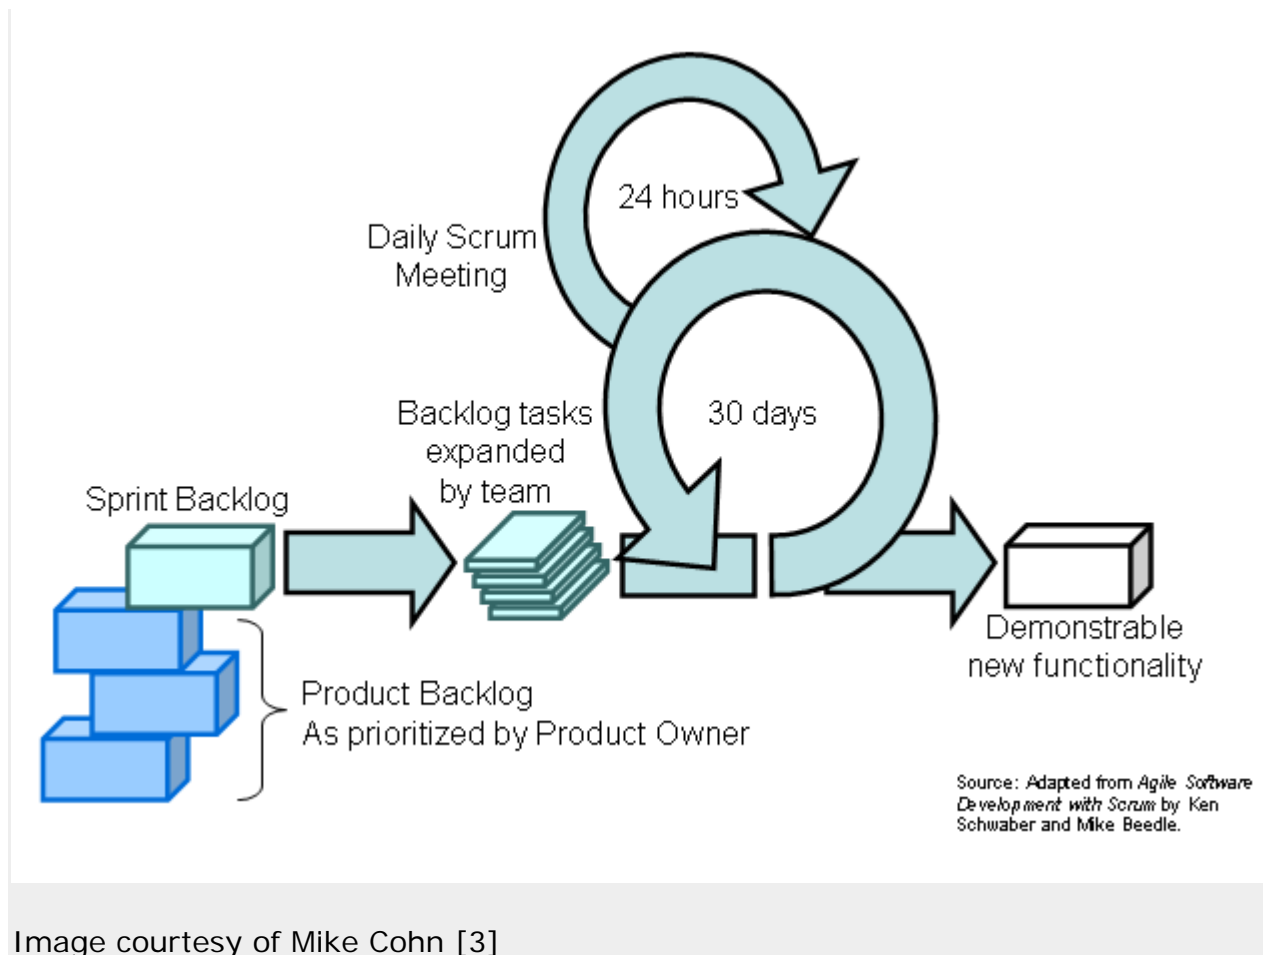 24 hours
Daily Scrum
Meeting
Backlog tasks
expanded
by team
30 days
Sprint Backlog
Demonstrable
new functionality
Product Backlog
As prioritized by Product Owner
Source: Adapted from Agile Software
Development with Scrum by Ken
Schwaber and Mike Beedle.
Image courtesy of Mike Cohn [3]